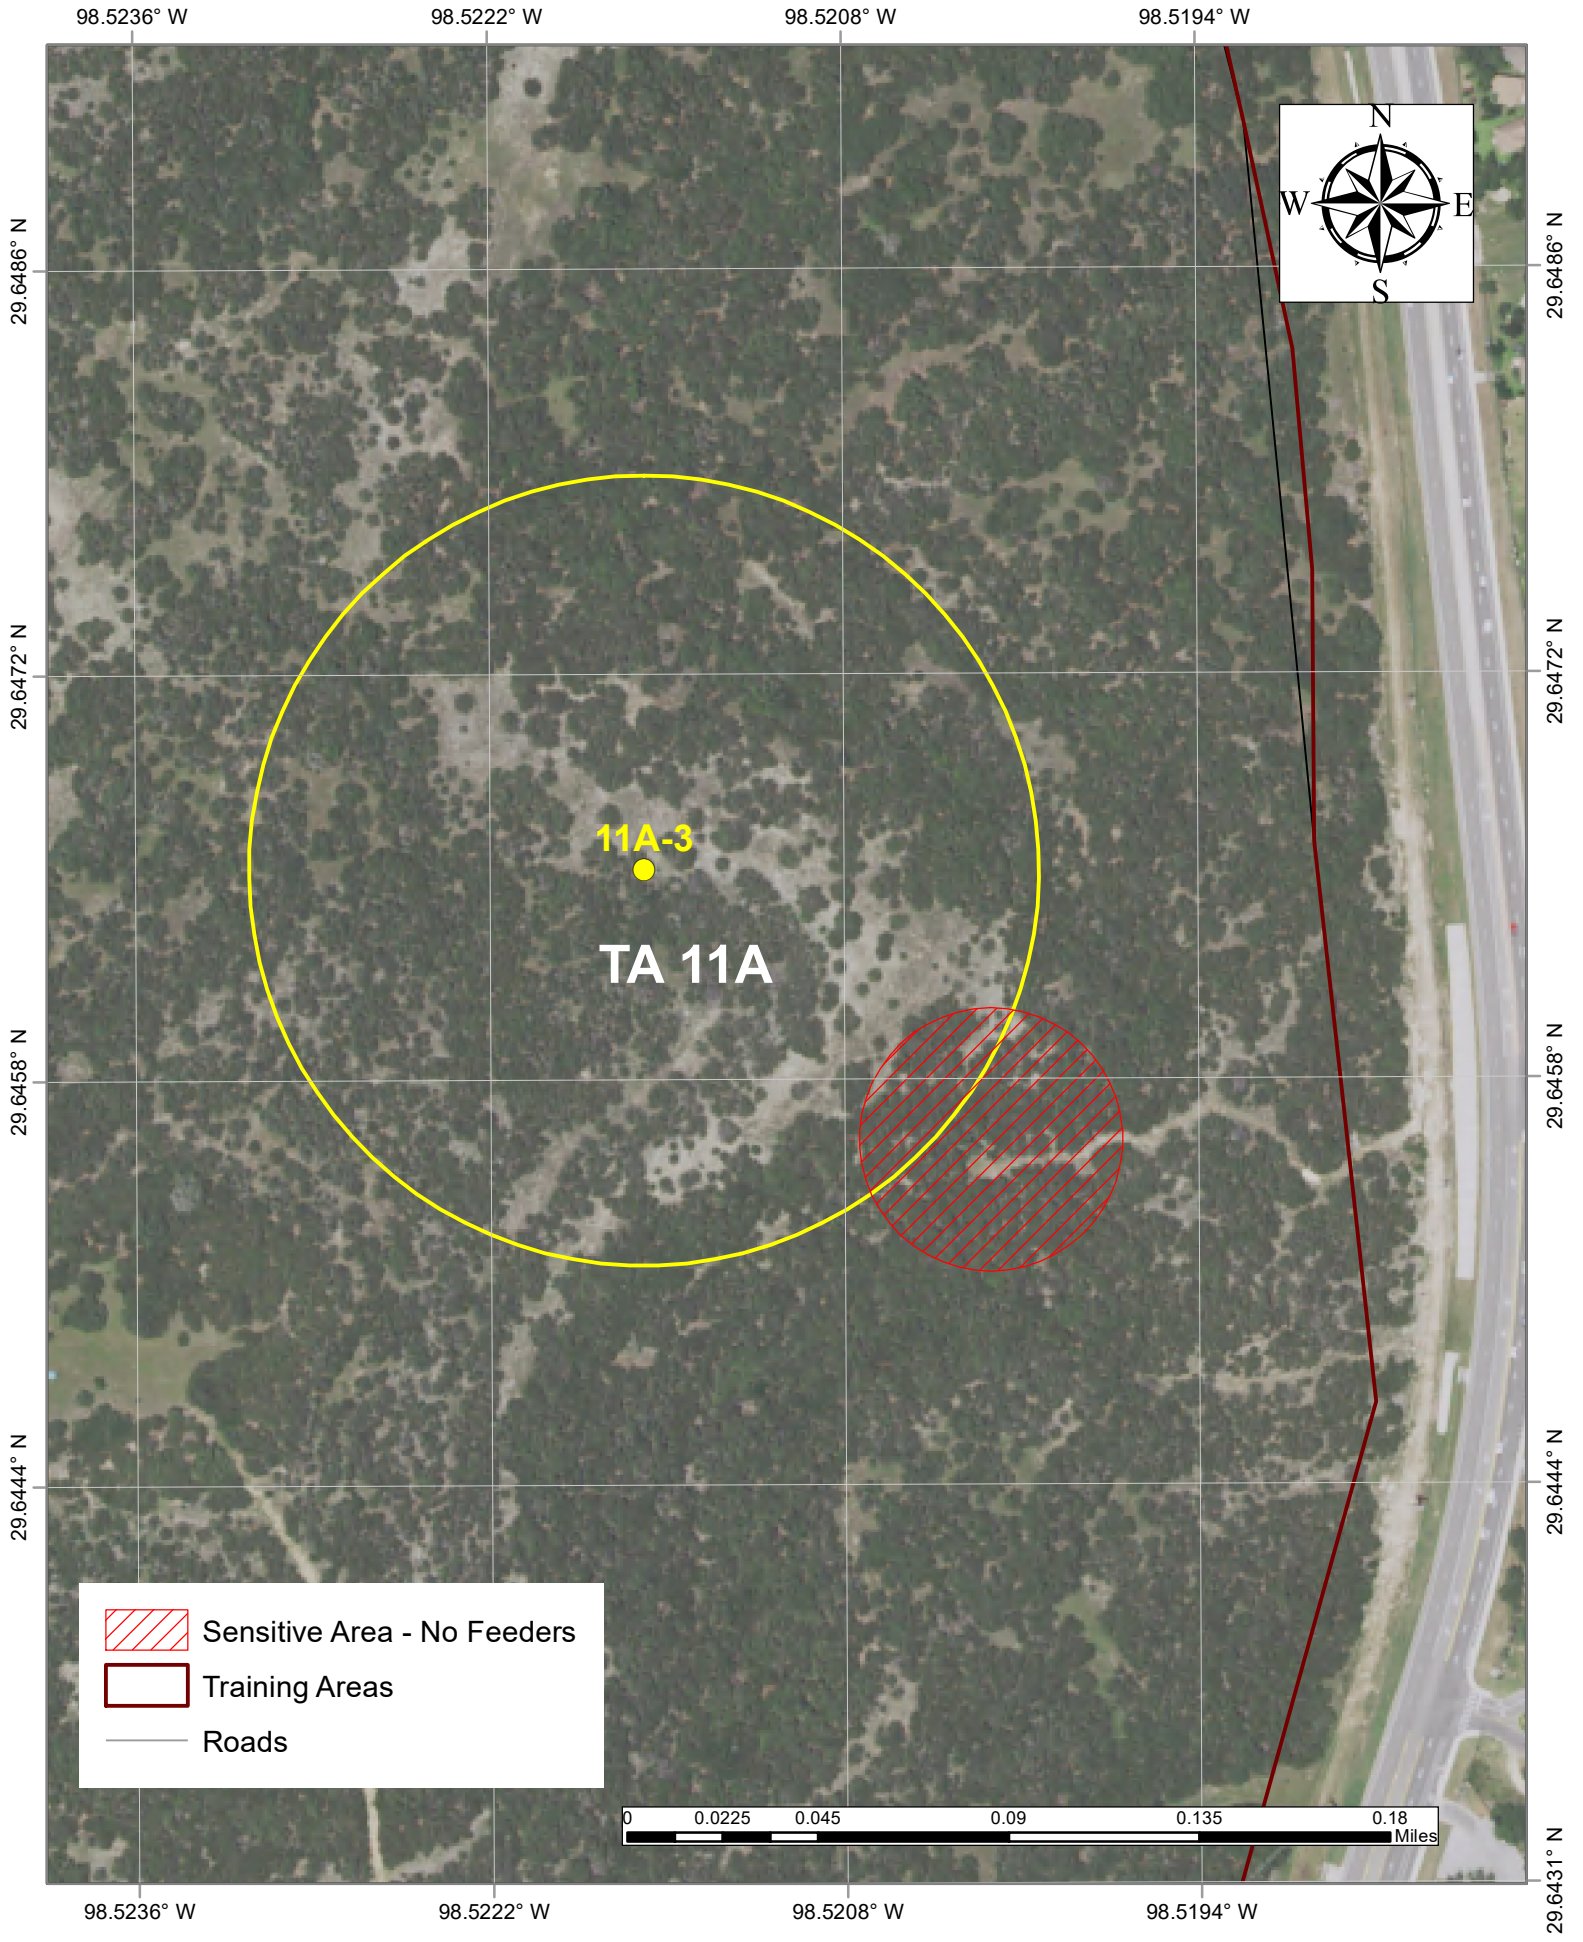 98.5236° W 98.5222° W 98.5208° W 98.5194° W
N
W E
S
29.6486° N 29.6486° N
29.6472° N 29.6472° N
11A-3
TA 11A
29.6458° N 29.6458° N
29.6444° N 29.6444° N
Sensitive Area - No Feeders
Training Areas
Roads
0 0.0225 0.045 0.09 0.135 0.18
Miles
29.6431° N
98.5236° W 98.5222° W 98.5208° W 98.5194° W